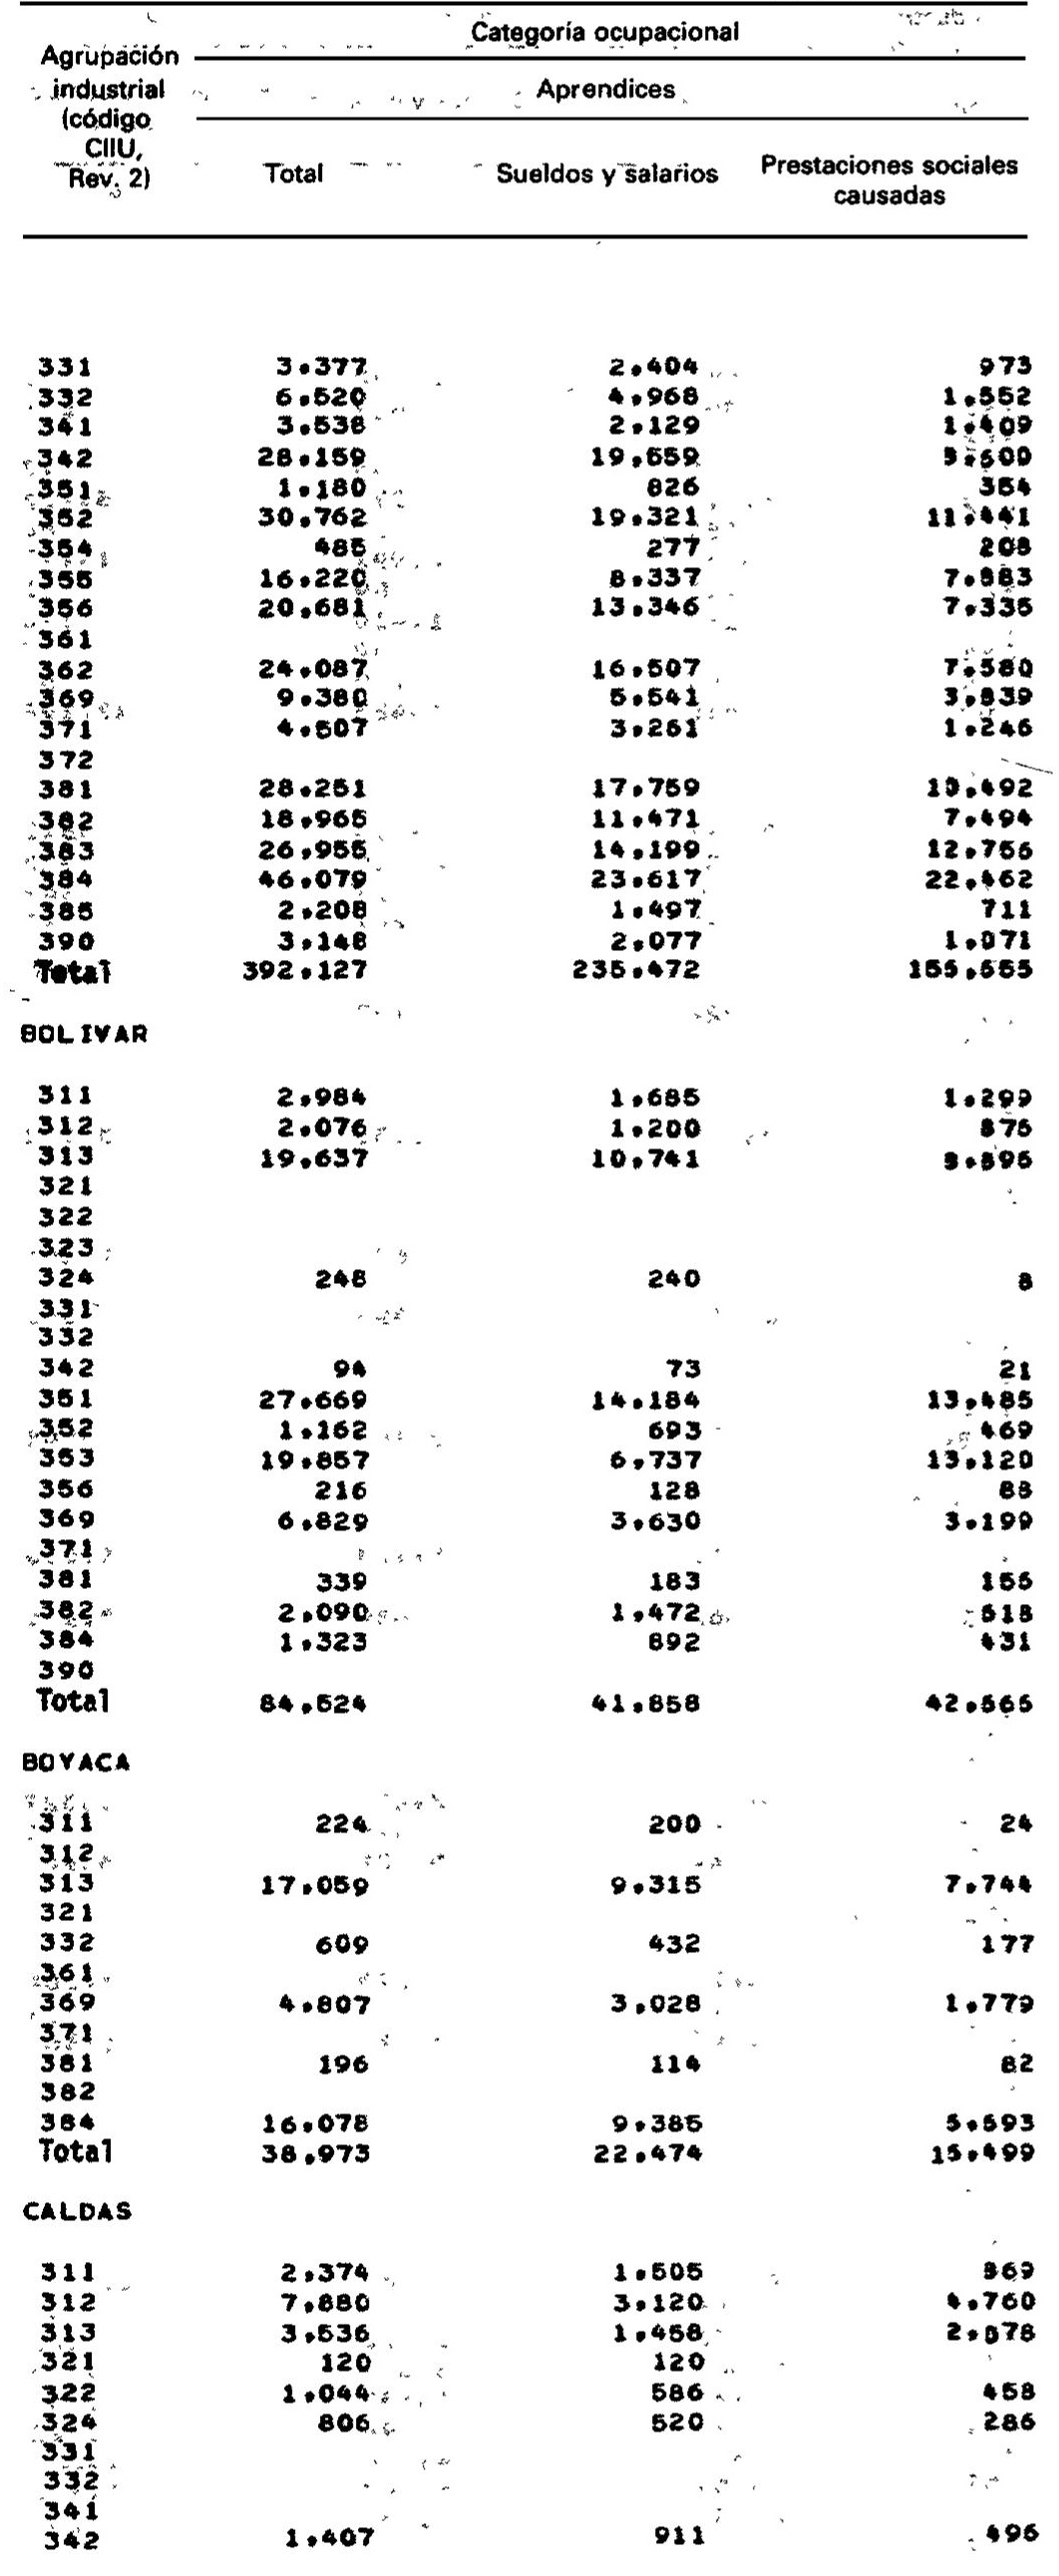 Categoría ocupacional
Agrupación industrial (código CIIU, Rev. 2)
Aprendices
Total Sueldos y salarios Prestaciones sociales causadas
331 3.377 2.404 973
332 6.520 4.968 1.552
341 3.538 2.129 1.409
342 28.159 19.559 8.600
351 1.180 826 354
352 30.762 19.321 11.441
354 485 277 208
355 16.220 8.337 7.883
356 20.681 13.346 7.335
361
362 24.087 16.507 7.580
369 9.380 5.541 3.839
371 4.507 3.261 1.246
372
381 28.251 17.759 10.492
382 18.965 11.471 7.494
383 26.955 14.199 12.756
384 46.079 23.617 22.462
385 2.208 1.497 711
390 3.148 2.077 1.071
Total 392.127 235.472 156.655
BOLIVAR
311 2.984 1.685 1.299
312 2.076 1.200 876
313 19.637 10.741 8.896
321
322
323
324 248 240 8
331
332
342 94 73 21
351 27.669 14.184 13.485
352 1.162 693 469
353 19.857 6.737 13.120
356 216 128 88
369 6.829 3.630 3.199
371
381 339 183 156
382 2.090 1.472 618
384 1.323 892 431
390
Total 84.524 41.858 42.666
BOYACA
311 224 200 24
312
313 17.059 9.315 7.744
321
332 609 432 177
361
369 4.807 3.028 1.779
371
381 196 114 82
382
384 16.078 9.385 6.693
Total 38.973 22.474 16.499
CALDAS
311 2.374 1.505 869
312 7.880 3.120 4.760
313 3.536 1.458 2.078
321 120 120
322 1.044 586 458
324 806 520 286
331
332
341
342 1.407 911 496